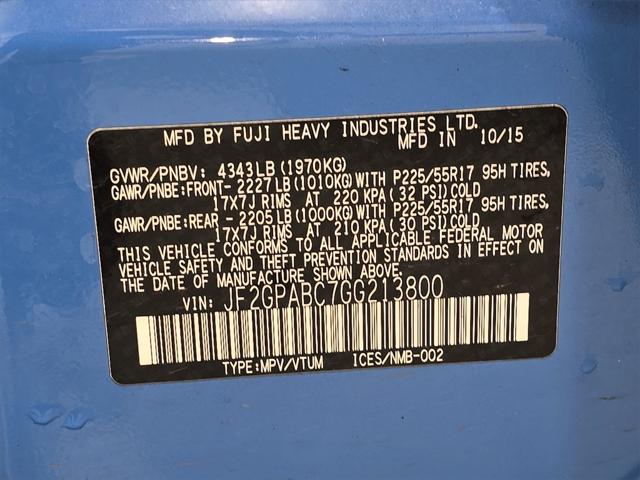 MFD BY FUJI HEAVY INDUSTRIES LTD.
MFD IN 10/15
GVWR/PNBV: 4343LB(1970KG)
GAWR/PNBE:FRONT- 2227LB(1010KG)WITH P225/55R17 95H TIRES,
17X7J RIMS AT 220 KPA(32 PSI)COLD
GAWR/PNBE:REAR - 2205LB(1000KG)WITH P225/55R17 95H TIRES,
17X7J RIMS AT 210 KPA(30 PSI)COLD
THIS VEHICLE CONFORMS TO ALL APPLICABLE FEDERAL MOTOR
VEHICLE SAFETY AND THEFT PREVENTION STANDARDS IN EFFECT ON
THE DATE OF MANUFACTURE SHOWN ABOVE.
VIN: JF2GPABC7GG213800
TYPE:MPV/VTUM ICES/NMB-002